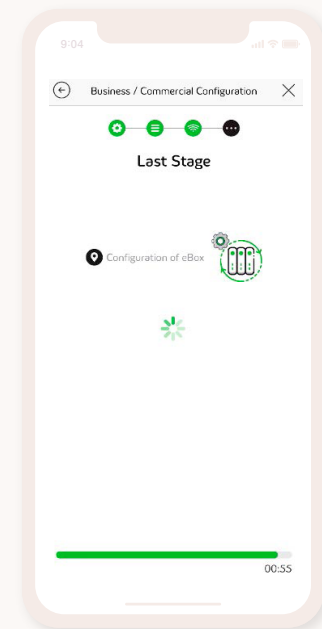 9:04
Business / Commercial Configuration
Last Stage
Configuration of eBox
00:55